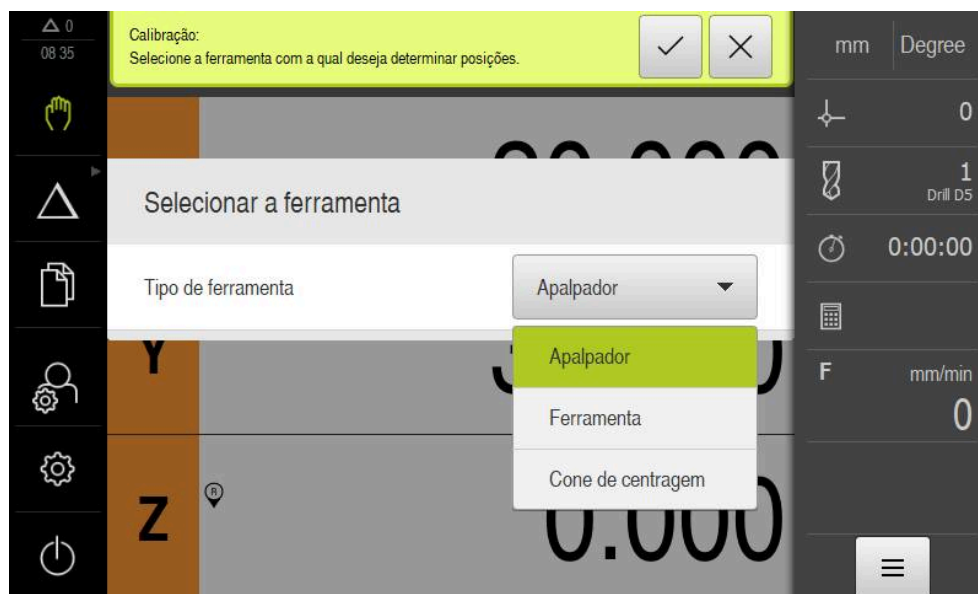 0
08 35
Calibração:
Selecione a ferramenta com a qual deseja determinar posições.
mm Degree
0
Selecionar a ferramenta
1
Drill D5
0:00:00
Tipo de ferramenta
Apalpador
Apalpador
Ferramenta
Cone de centragem
Y
F mm/min
0
Z
R
0.000